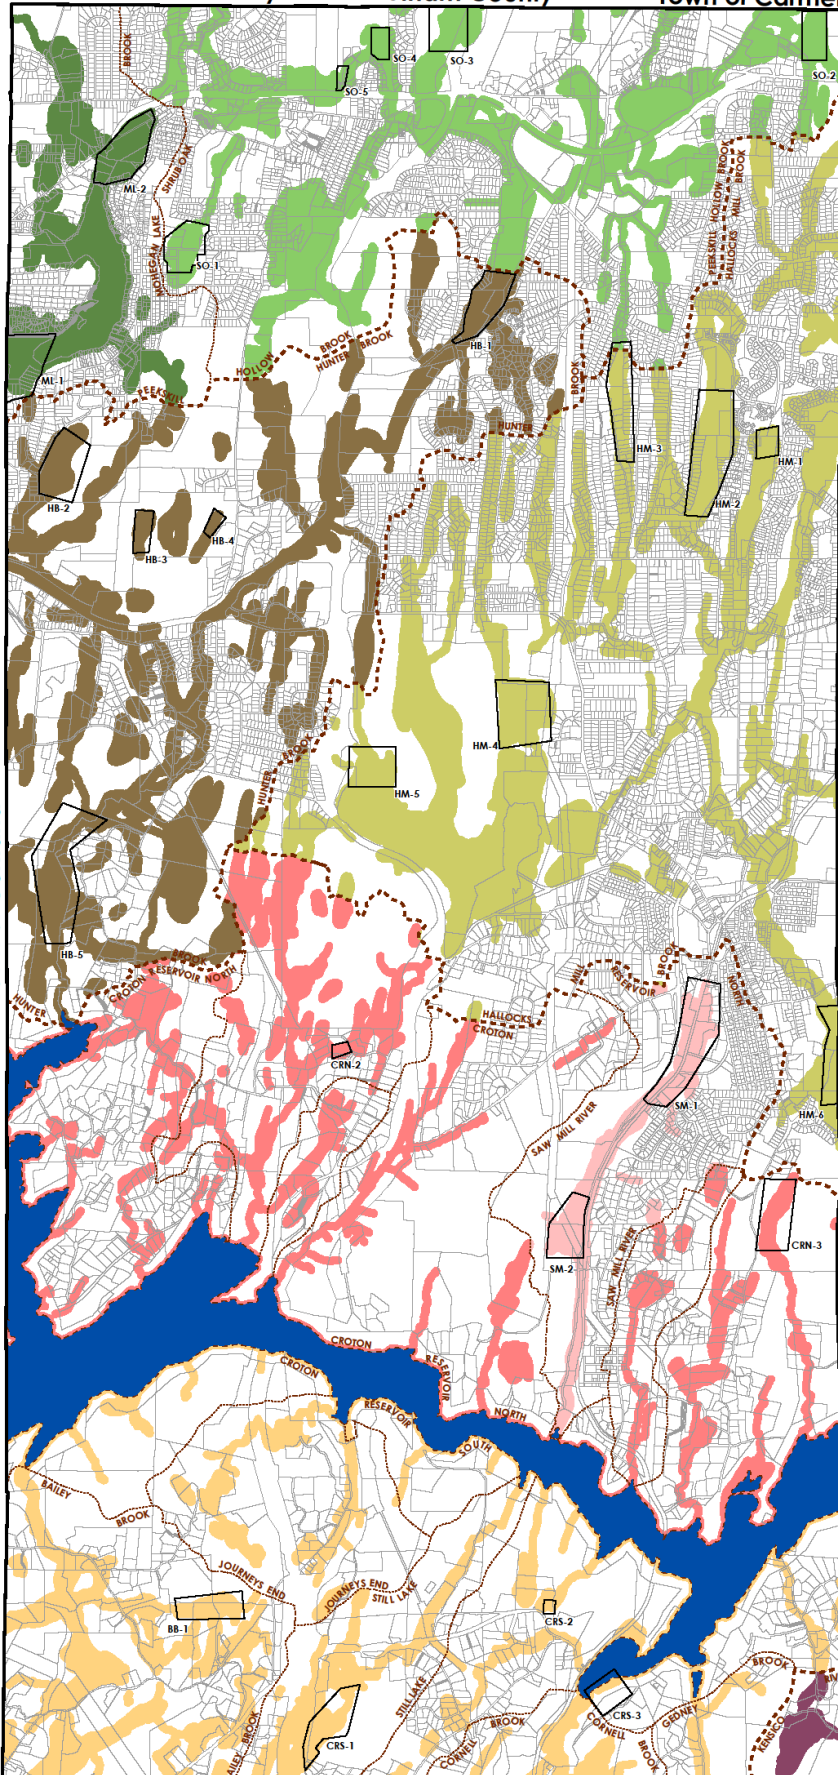 County
Town of Carmel
BROOK
SO-4
SO-3
SO-5
SO-2
ML-2
SHRUB OAK
MOHEGAN LAKE
SO-1
PEEKSKILL HOLLOW BROOK
HALLOCKS MILL BROOK
HB-1
BROOK
HUNTER BROOK
HOLLOW
ML-1
PEEKSKILL
BROOK
HUNTER
HM-3
HM-1
HM-2
HB-2
HB-3
HB-4
HM-4
HUNTER BROOK
HM-5
HB-5
BROOK
CROTON RESERVOIR NORTH
HUNTER
MILL
RESERVOIR
BROOK
NORTH
HALLOCKS
CROTON
CRN-2
SM-1
HM-6
SAW MILL RIVER
SM-2
SAW MILL RIVER
CRN-3
CROTON
CROTON
RESERVOIR
RESERVOIR
NORTH
SOUTH
BAILEY
BROOK
JOURNEYS END
JOURNEYS END
STILL LAKE
BB-1
CRS-2
STILL LAKE
BROOK
CRS-3
GEDNEY
CORNELL
BROOK
BROOK
CORNELL
KENSICO
CRS-1